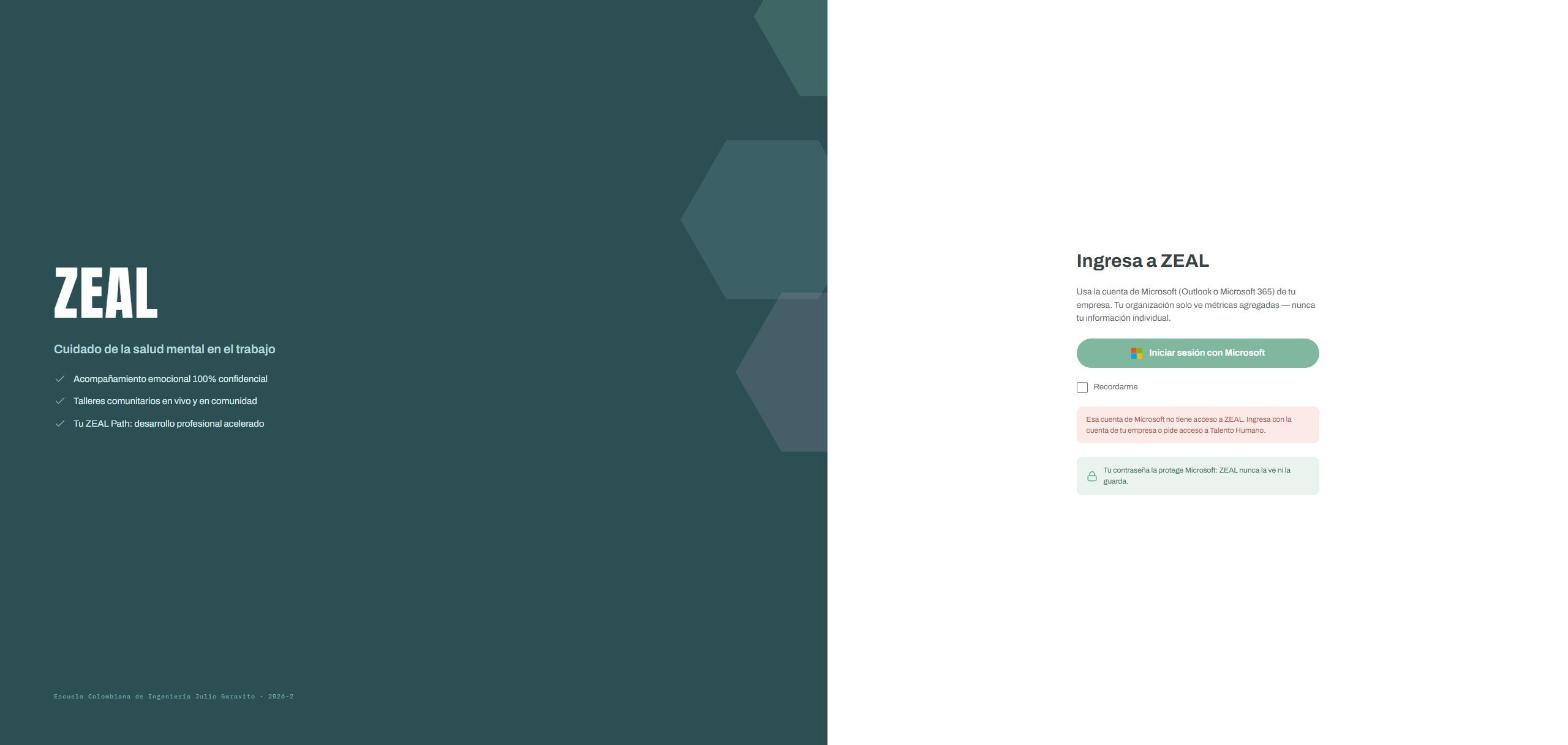 ZEAL
Cuidado de la salud mental en el trabajo
Acompañamiento emocional 100% confidencial
Talleres comunitarios en vivo y en comunidad
Tu ZEAL Path: desarrollo profesional acelerado
Escuela Colombiana de Ingeniería Julio Garavito · 2026-2
Ingresa a ZEAL
Usa la cuenta de Microsoft (Outlook o Microsoft 365) de tu
empresa. Tu organización solo ve métricas agregadas — nunca
tu información individual.
Iniciar sesión con Microsoft
Recordarme
Esa cuenta de Microsoft no tiene acceso a ZEAL. Ingresa con la
cuenta de tu empresa o pide acceso a Talento Humano.
Tu contraseña la protege Microsoft: ZEAL nunca la ve ni la
guarda.